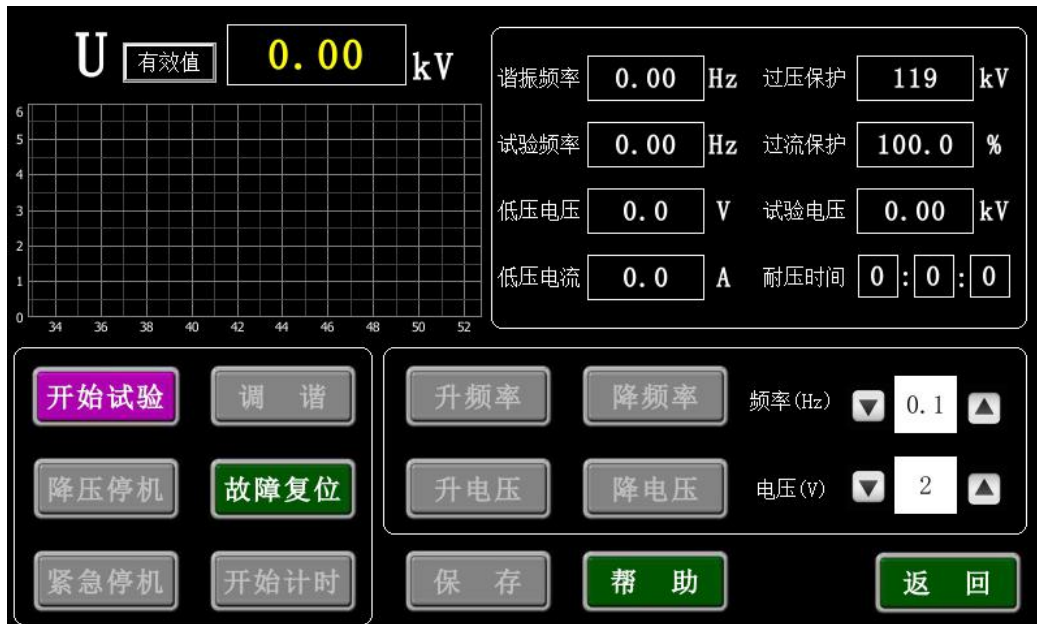 U 有效值 0.00 kV
谐振频率 0.00 Hz 过压保护 119 kV
试验频率 0.00 Hz 过流保护 100.0 %
低压电压 0.0 V 试验电压 0.00 kV
低压电流 0.0 A 耐压时间 0 : 0 : 0
6
5
4
3
2
1
0
34 36 38 40 42 44 46 48 50 52
开始试验 调 谐
降压停机 故障复位
紧急停机 开始计时
升频率 降频率 频率(Hz) 0.1
升电压 降电压 电压(V) 2
保 存 帮 助 返 回